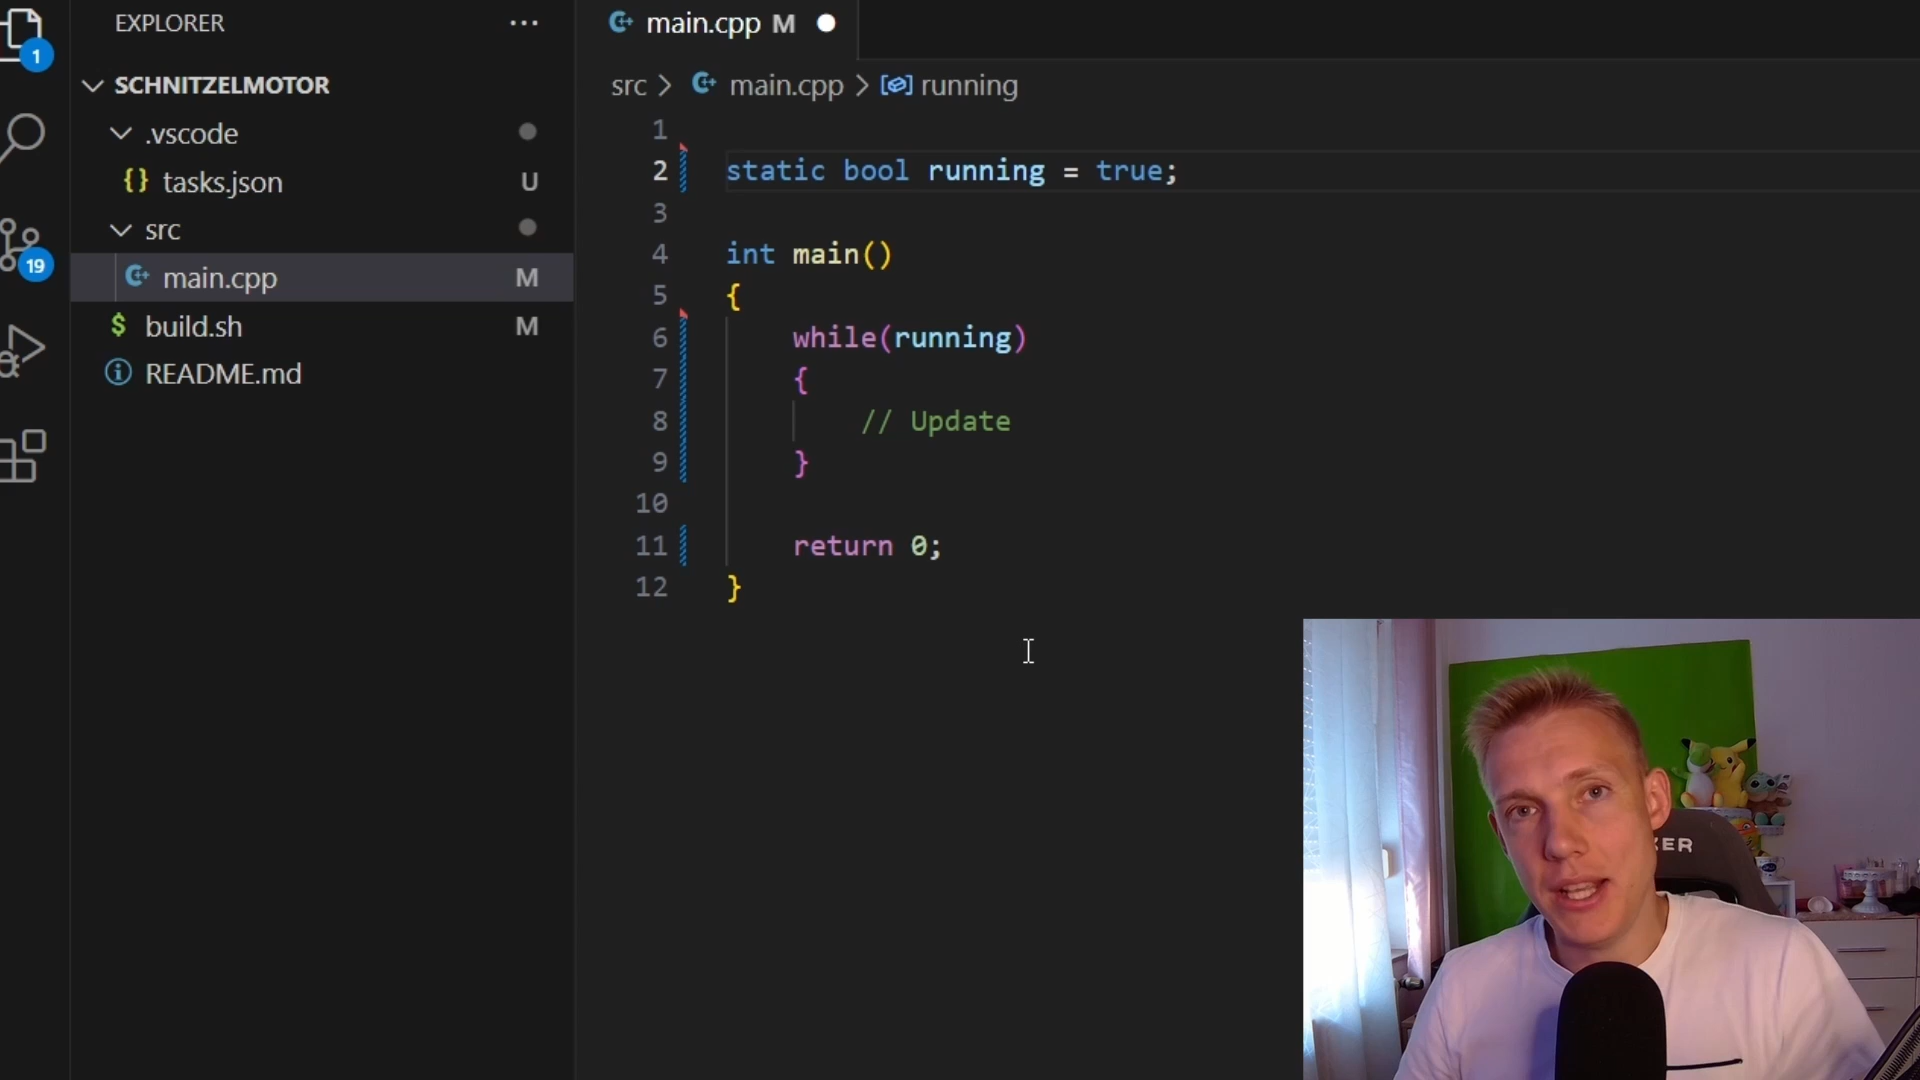 EXPLORER ...
SCHNITZELMOTOR
.vscode
{} tasks.json U
src
main.cpp M
$ build.sh M
README.md
1
19
main.cpp M
src > main.cpp > running
1
2 static bool running = true;
3
4 int main()
5 {
6 while(running)
7 {
8 // Update
9 }
10
11 return 0;
12 }
KER